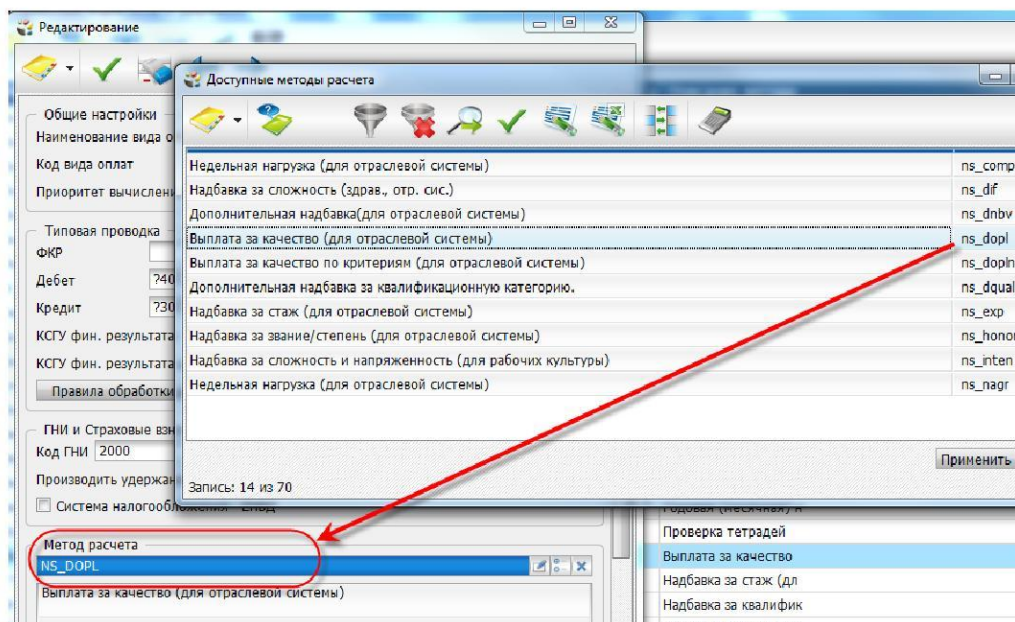 Редактирование
Доступные методы расчета
Общие настройки
Наименование вида о
Код вида оплат
Приоритет вычислени
Типовая проводка
ФКР
Дебет ?40
Кредит ?30
КСГУ фин. результата
КСГУ фин. результата
Правила обработки
ГНИ и Страховые взн
Код ГНИ 2000
Производить удержан
Система налогообложения
Метод расчета
NS_DOPL
Выплата за качество (для отраслевой системы)
Недельная нагрузка (для отраслевой системы) ns_comp
Надбавка за сложность (здрав., отр. сис.) ns_dif
Дополнительная надбавка(для отраслевой системы) ns_dnbv
Выплата за качество (для отраслевой системы) ns_dopl
Выплата за качество по критериям (для отраслевой системы) ns_dopln
Дополнительная надбавка за квалификационную категорию. ns_dqual
Надбавка за стаж (для отраслевой системы) ns_exp
Надбавка за звание/степень (для отраслевой системы) ns_honor
Надбавка за сложность и напряженность (для рабочих культуры) ns_inten
Недельная нагрузка (для отраслевой системы) ns_nagr
Применить
Запись: 14 из 70
Проверка тетрадей
Выплата за качество
Надбавка за стаж (дл
Надбавка за квалифик